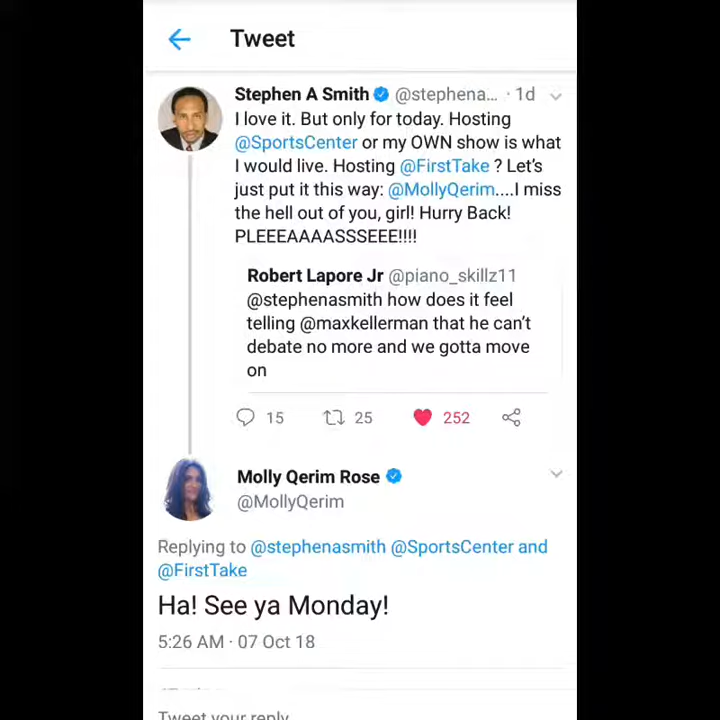 Tweet
Stephen A Smith @stephena... · 1d
I love it. But only for today. Hosting
@SportsCenter or my OWN show is what
I would live. Hosting @FirstTake ? Let's
just put it this way: @MollyQerim....I miss
the hell out of you, girl! Hurry Back!
PLEEEAAAASSSEEE!!!!
Robert Lapore Jr @piano_skillz11
@stephenasmith how does it feel
telling @maxkellerman that he can't
debate no more and we gotta move
on
15 25 252
Molly Qerim Rose
@MollyQerim
Replying to @stephenasmith @SportsCenter and
@FirstTake
Ha! See ya Monday!
5:26 AM · 07 Oct 18
Tweet your reply